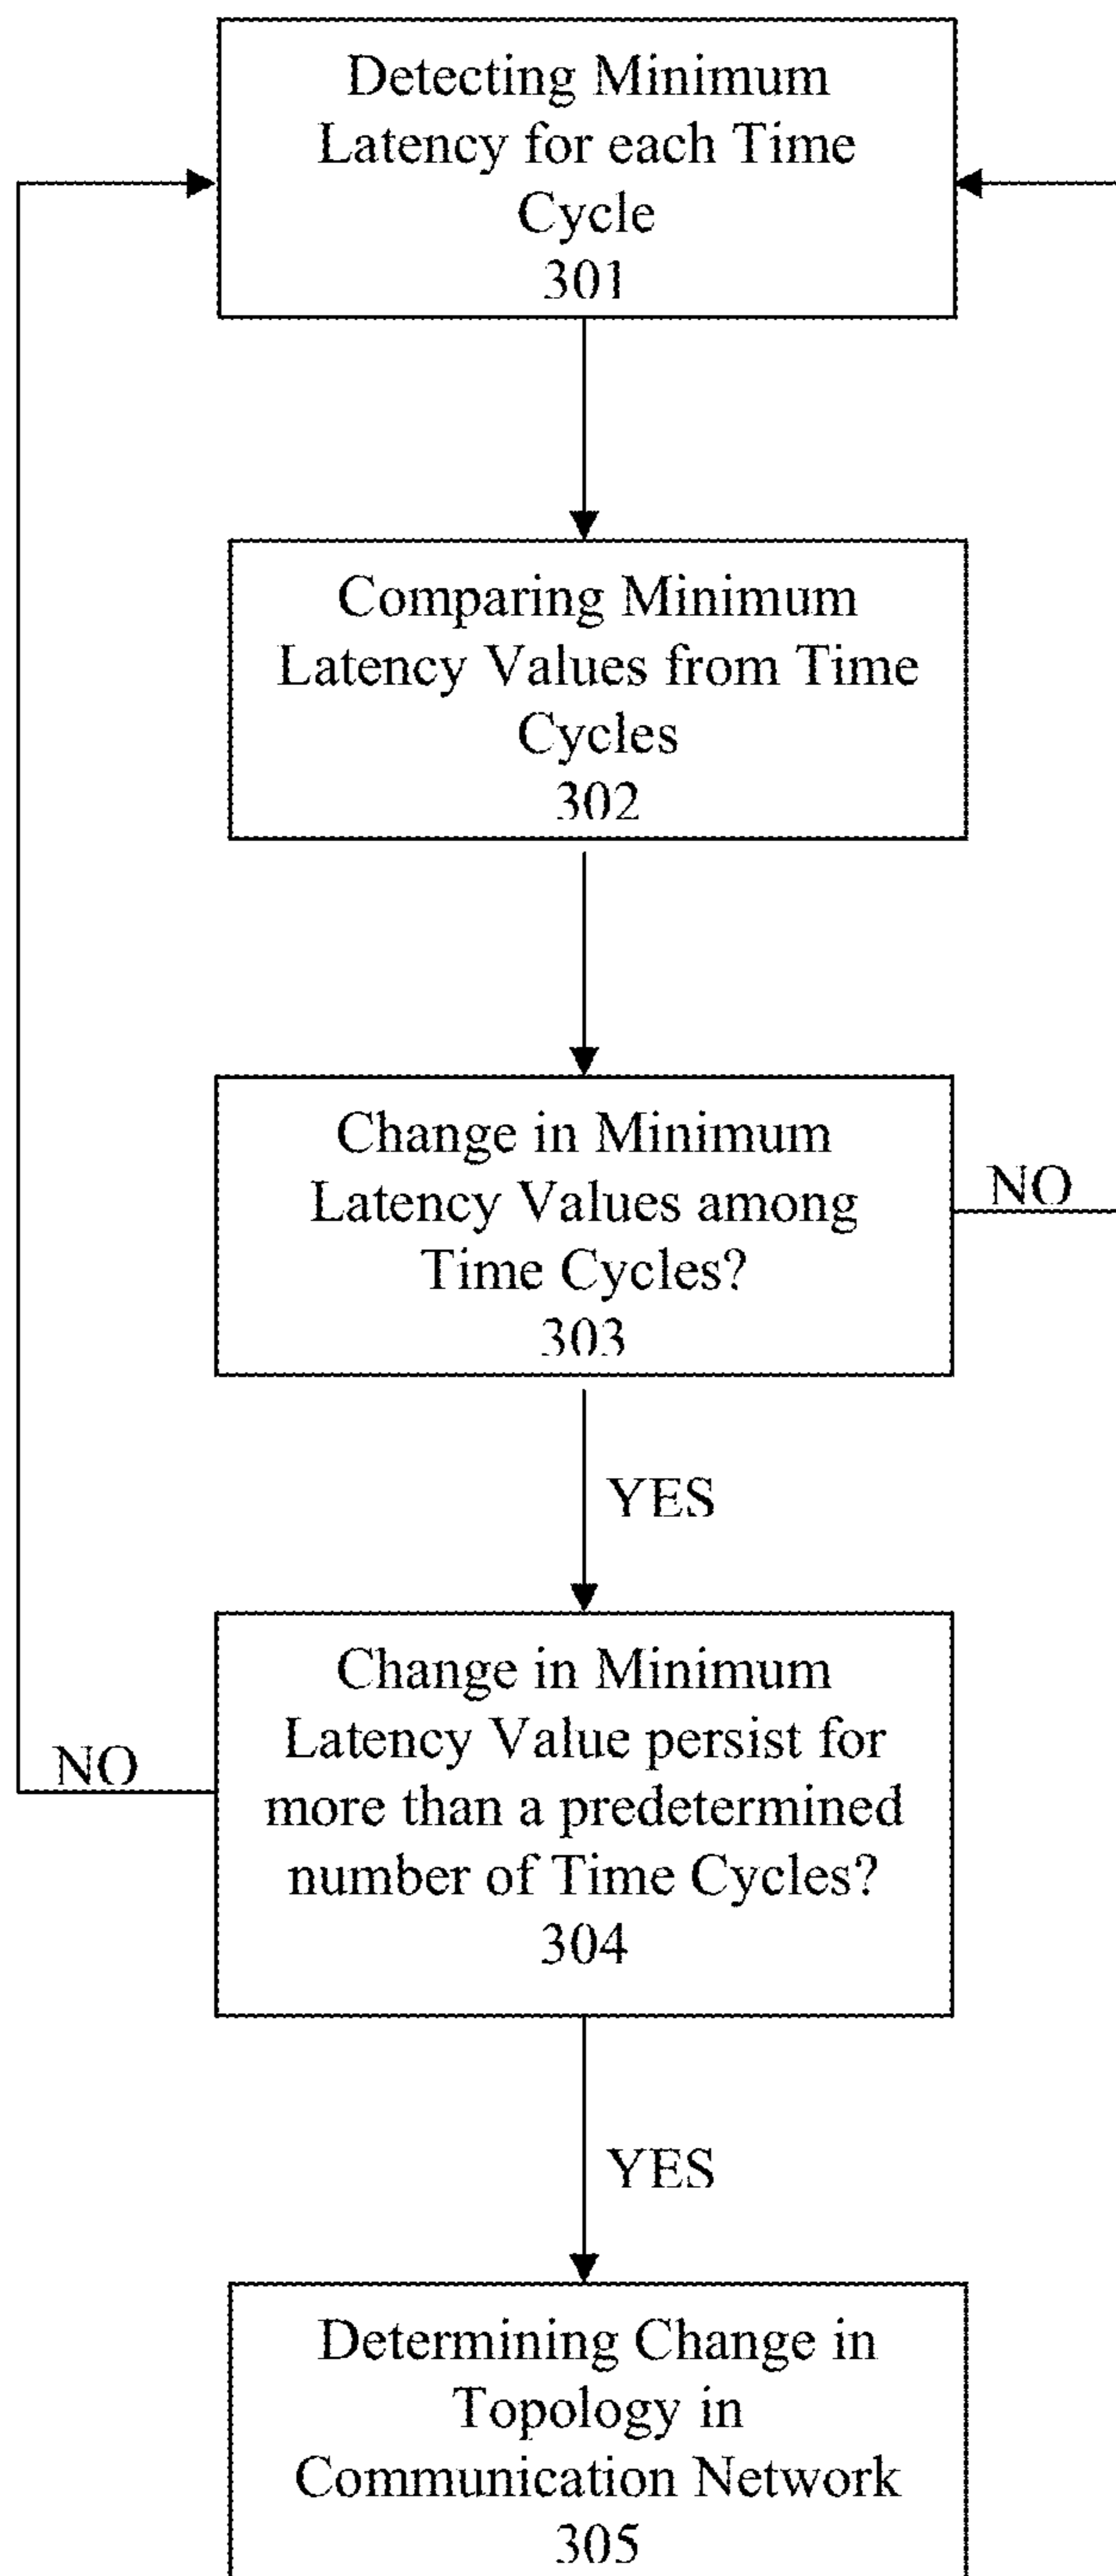 Detecting Minimum
Latency for each Time
Cycle
301
Comparing Minimum
Latency Values from Time
Cycles
302
Change in Minimum
Latency Values among
Time Cycles?
303
NO
YES
Change in Minimum
Latency Value persist for
more than a predetermined
number of Time Cycles?
304
NO
YES
Determining Change in
Topology in
Communication Network
305